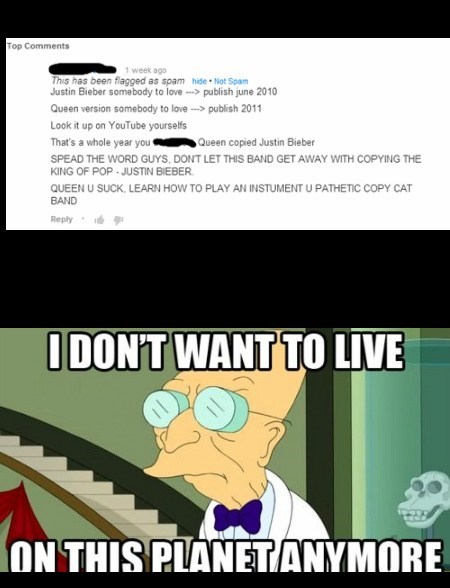 Top Comments
1 week ago
This has been flagged as spam hide • Not Spam
Justin Bieber somebody to love ---> publish june 2010
Queen version somebody to love ---> publish 2011
Look it up on YouTube yourselfs
That's a whole year you Queen copied Justin Bieber
SPEAD THE WORD GUYS, DON'T LET THIS BAND GET AWAY WITH COPYING THE
KING OF POP - JUSTIN BIEBER.
QUEEN U SUCK, LEARN HOW TO PLAY AN INSTUMENT U PATHETIC COPY CAT
BAND
Reply ·
I DON'T WANT TO LIVE
ON THIS PLANET ANYMORE